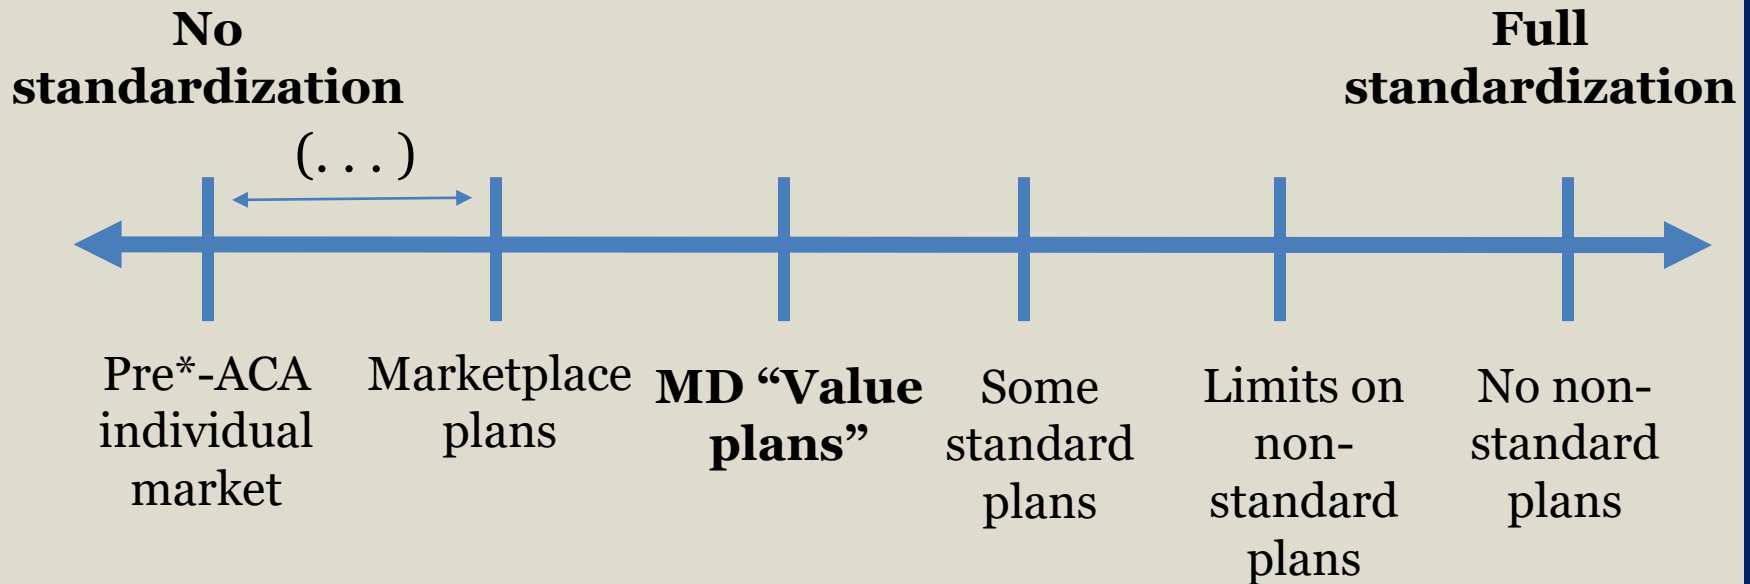 No
standardization
Full
standardization
(. . . )
Pre*-ACA
individual
market
Marketplace
plans
MD “Value
plans”
Some
standard
plans
Limits on
non-
standard
plans
No non-
standard
plans